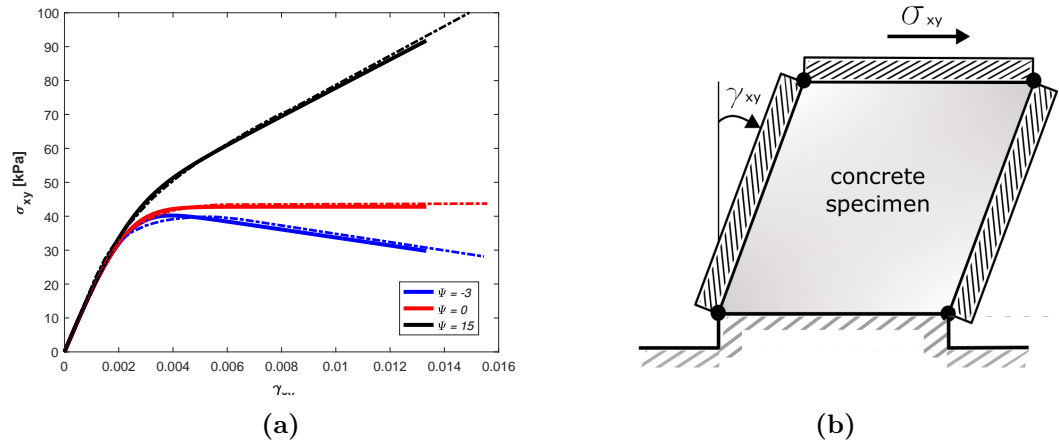 100
90
80
70
60
50
40
30
20
10
0
σxy [kPa]
0 0.002 0.004 0.006 0.008 0.01 0.012 0.014 0.016
γxy
Ψ = -3
Ψ = 0
Ψ = 15
(a)
σxy
γxy
concrete
specimen
(b)